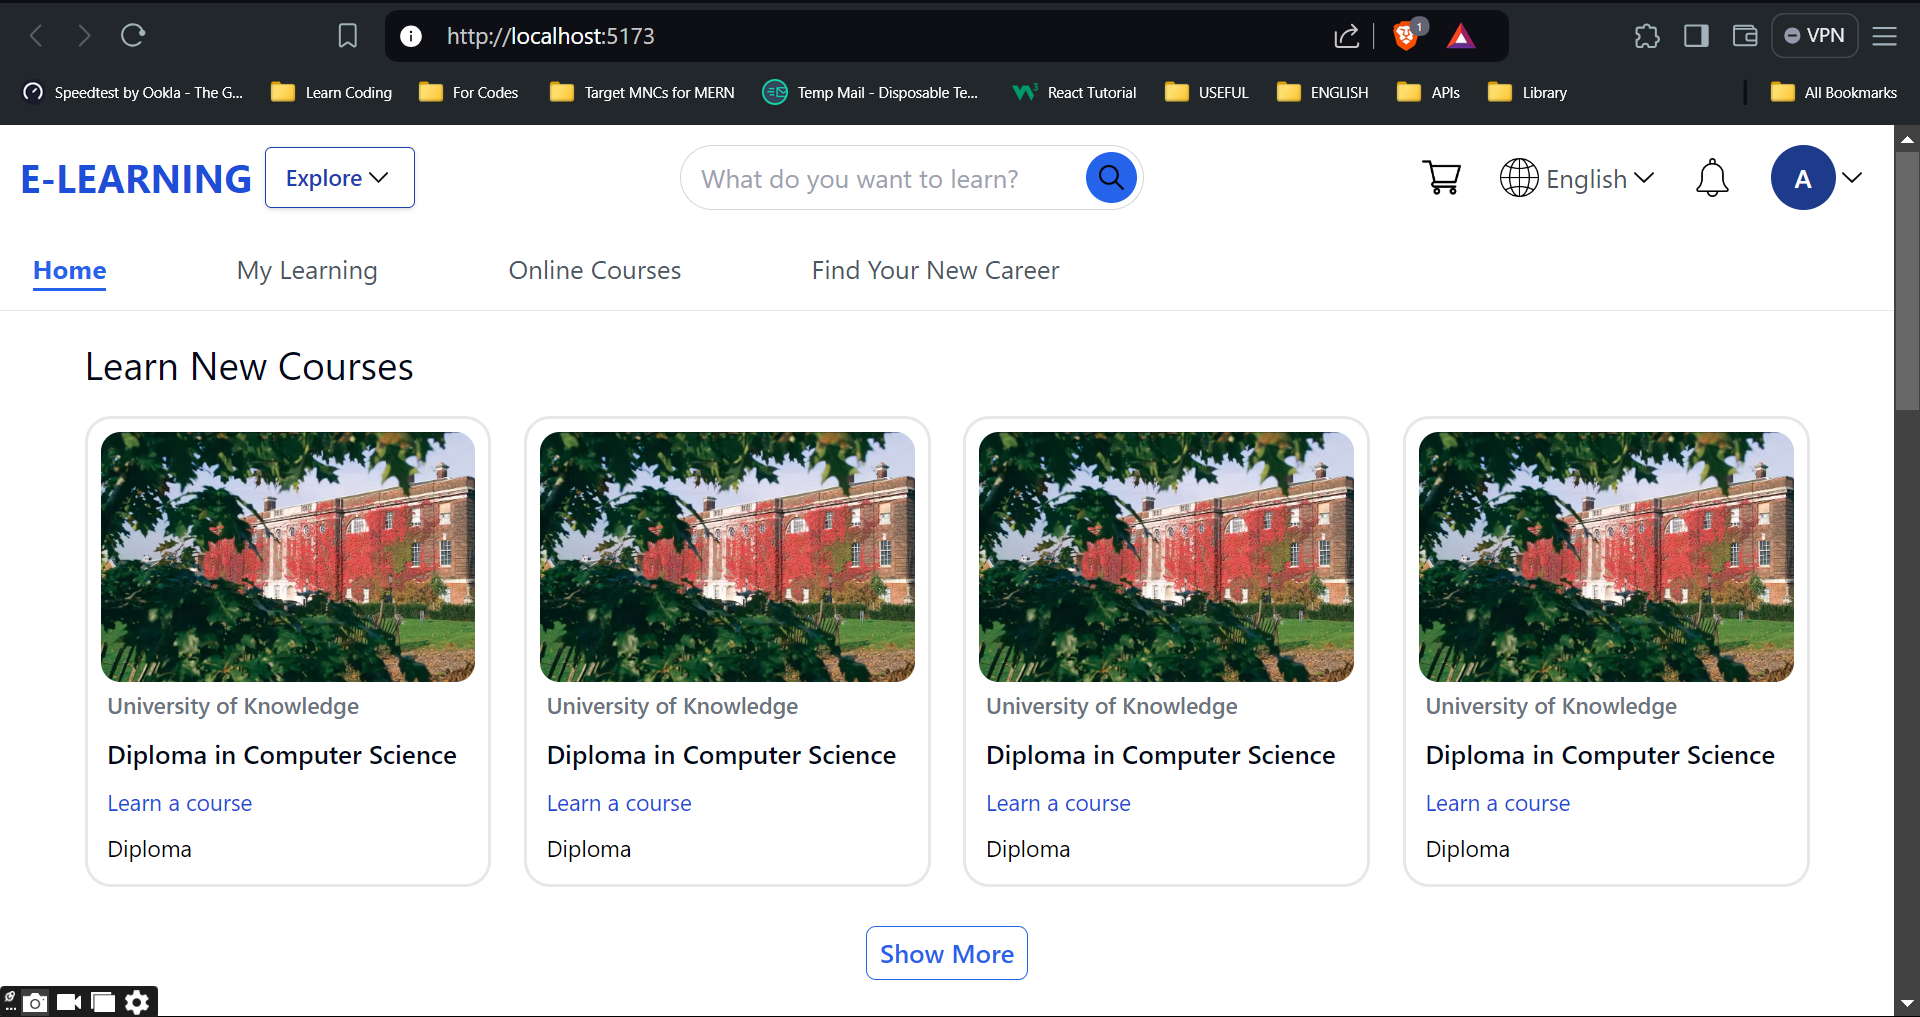 http://localhost:5173
1
VPN
Speedtest by Ookla - The G...
Learn Coding
For Codes
Target MNCs for MERN
Temp Mail - Disposable Te...
React Tutorial
USEFUL
ENGLISH
APIs
Library
All Bookmarks
E-LEARNING
Explore
What do you want to learn?
English
A
Home
My Learning
Online Courses
Find Your New Career
Learn New Courses
University of Knowledge
Diploma in Computer Science
Learn a course
Diploma
University of Knowledge
Diploma in Computer Science
Learn a course
Diploma
University of Knowledge
Diploma in Computer Science
Learn a course
Diploma
University of Knowledge
Diploma in Computer Science
Learn a course
Diploma
Show More